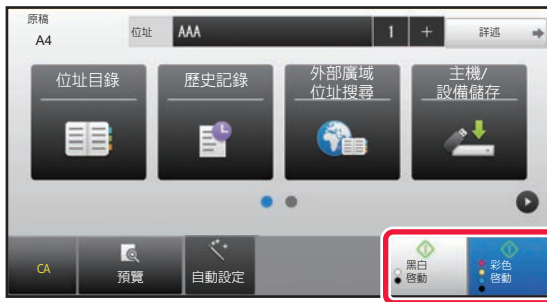 原稿
A4
位址 AAA 1 + 詳述
位址目錄
歷史記錄
外部廣域
位址搜尋
主機/
設備儲存
CA
預覽
自動設定
黑白
啓動
彩色
啓動